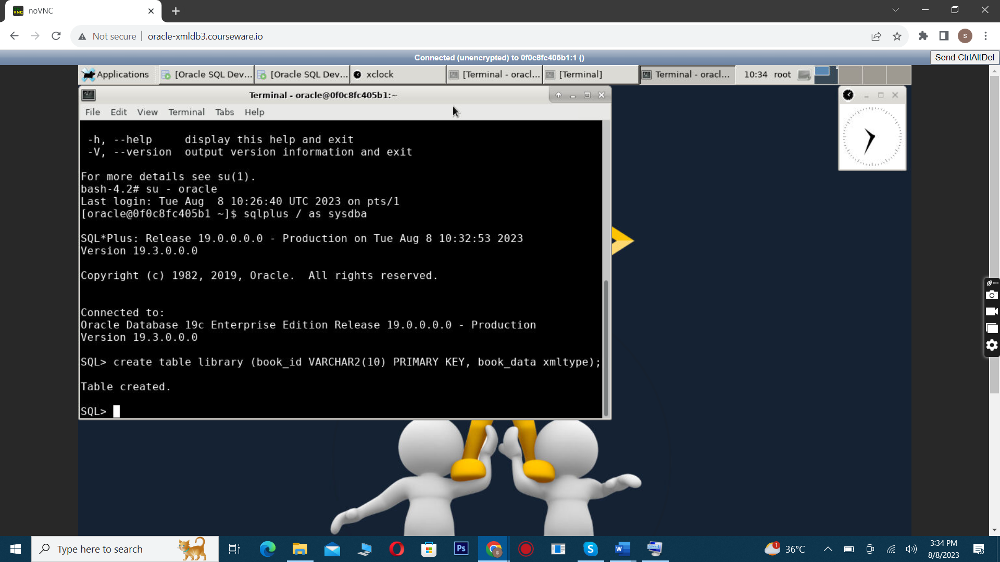 noVNC
Not secure
oracle-xmldb3.courseware.io
S
Connected (unencrypted) to 0f0c8fc405b1:1 ()
Send CtrlAltDel
Applications
[Oracle SQL Dev...
[Oracle SQL Dev...
xclock
[Terminal - oracl...
[Terminal]
Terminal - oracl...
10:34
root
Terminal - oracle@0f0c8fc405b1:~
File Edit View Terminal Tabs Help
-h, --help     display this help and exit
-V, --version  output version information and exit
For more details see su(1).
bash-4.2# su - oracle
Last login: Tue Aug  8 10:26:40 UTC 2023 on pts/1
[oracle@0f0c8fc405b1 ~]$ sqlplus / as sysdba
SQL*Plus: Release 19.0.0.0.0 - Production on Tue Aug 8 10:32:53 2023
Version 19.3.0.0.0
Copyright (c) 1982, 2019, Oracle.  All rights reserved.
Connected to:
Oracle Database 19c Enterprise Edition Release 19.0.0.0.0 - Production
Version 19.3.0.0.0
SQL> create table library (book_id VARCHAR2(10) PRIMARY KEY, book_data xmltype);
Table created.
SQL>
Type here to search
Ps
1
36°C
3:34 PM
8/8/2023